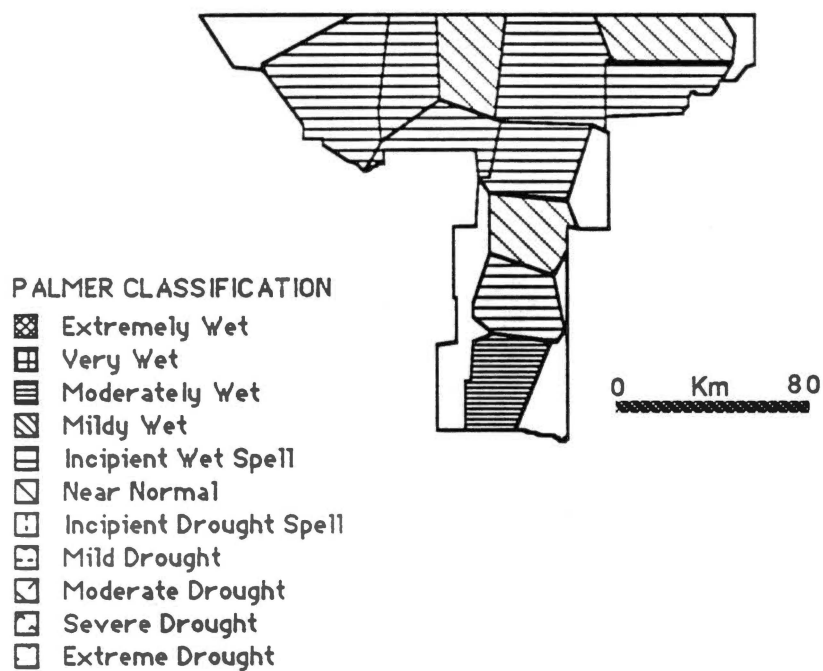 PALMER CLASSIFICATION
Extremely Wet
Very Wet
Moderately Wet
Mildy Wet
Incipient Wet Spell
Near Normal
Incipient Drought Spell
Mild Drought
Moderate Drought
Severe Drought
Extreme Drought
0 Km 80